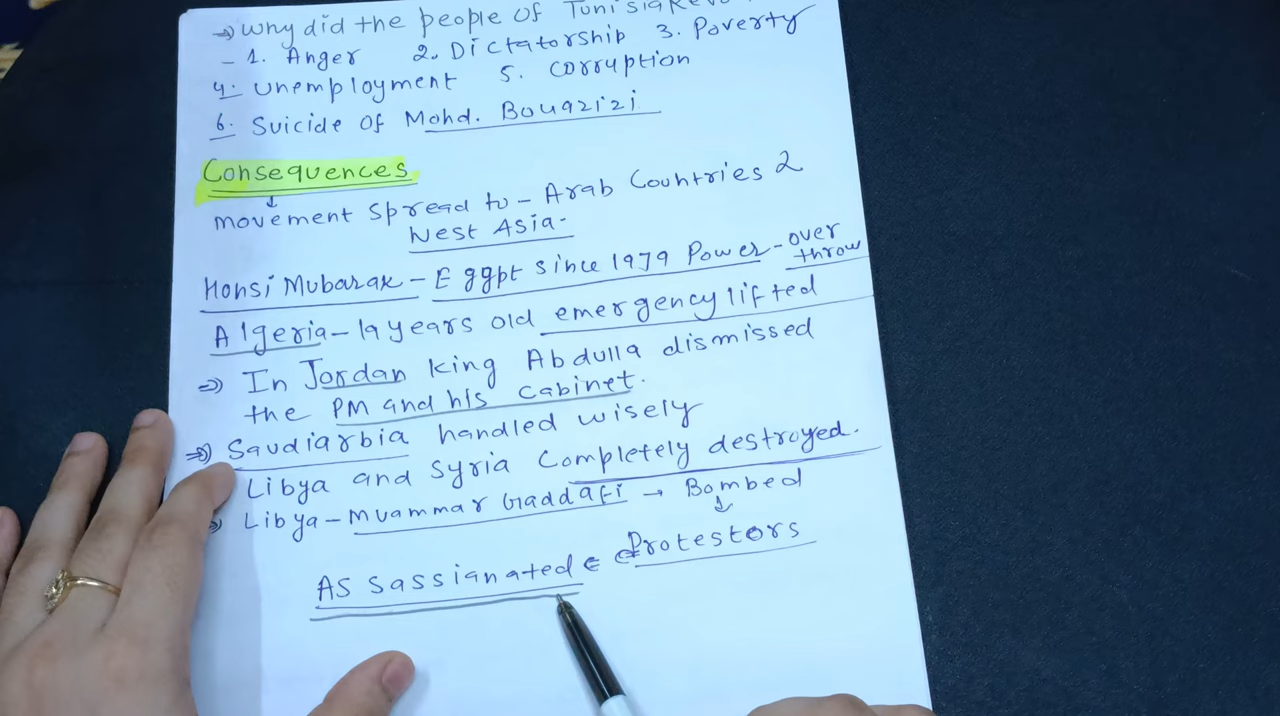 ⇒ Why did the people of Tunisia
- 1. Anger 2. Dictatorship 3. Poverty
4. Unemployment 5. Corruption
6. Suicide Of Mohd. Bouazizi
Consequences
↓
movement Spread to - Arab Countries 2
West Asia-
Honsi Mubarak - Eggpt Since 1979 Power - over throw
Algeria - 19 years old emergency lifted
⇒ In Jordan King Abdulla dismissed
the PM and his Cabinet.
⇒ Saudiarbia handled wisely
Libya and Syria Completely destroyed.
Libya - Muammar Gaddafi → Bombed
↓
Assassianated ← Protestors